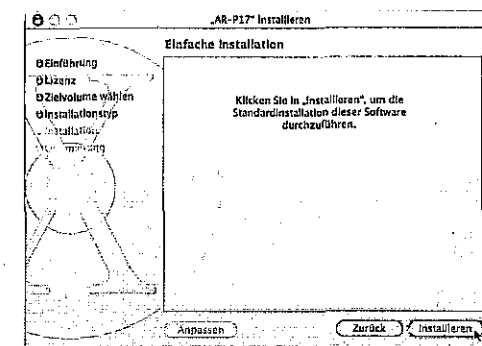 „AR-P17“ Installieren
Einfache Installation
Einführung
Lizenz
Zielvolume wählen
Installationstyp
Installation
Klicken Sie in „Installieren“, um die
Standardinstallation dieser Software
durchzuführen.
Anpassen
Zurück
Installieren